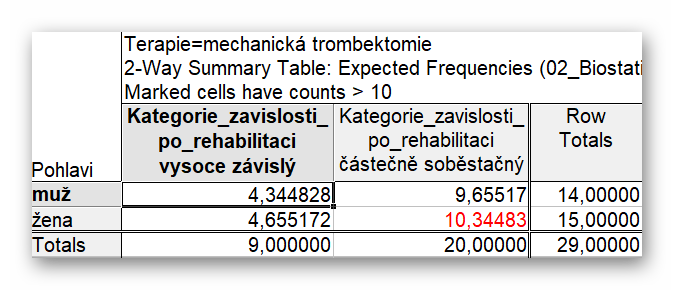 Terapie=mechanická trombektomie
2-Way Summary Table: Expected Frequencies (02_Biostati
Marked cells have counts > 10
Pohlavi Kategorie_zavislosti_ Kategorie_zavislosti_ Row
po_rehabilitaci po_rehabilitaci Totals
vysoce závislý částečně soběstačný
muž 4,344828 9,65517 14,00000
žena 4,655172 10,34483 15,00000
Totals 9,000000 20,00000 29,00000